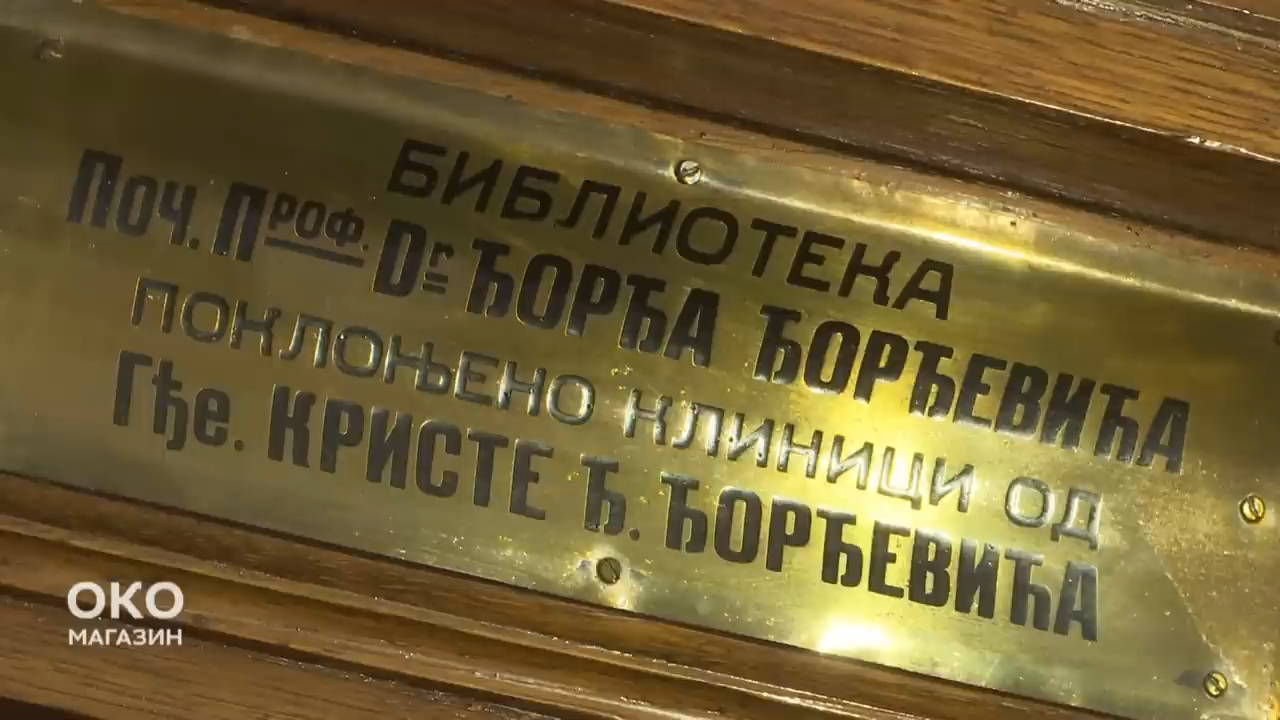 БИБЛИОТЕКА
Поч. ПРОФ. Dr ЂОРЂА ЂОРЂЕВИЋА
ПОКЛОЊЕНО КЛИНИЦИ ОД
Гђе. КРИСТЕ Ђ. ЂОРЂЕВИЋА
ОКО
МАГАЗИН